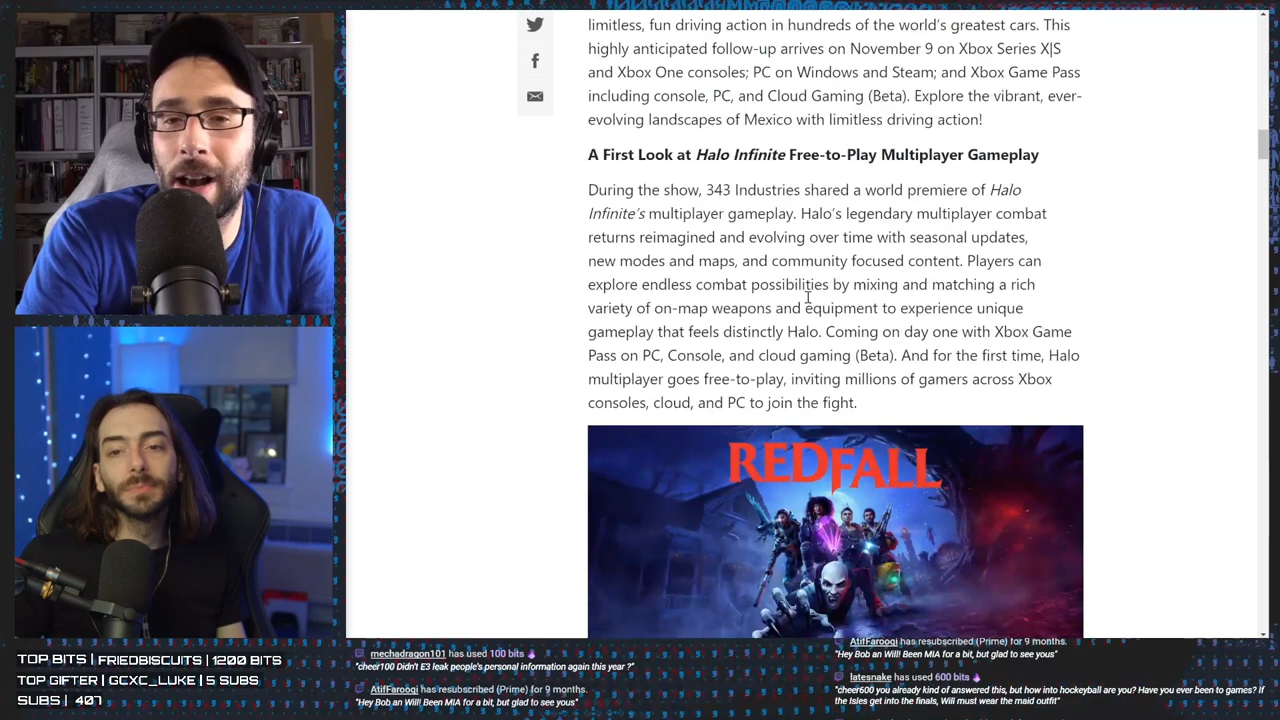 limitless, fun driving action in hundreds of the world's greatest cars. This
highly anticipated follow-up arrives on November 9 on Xbox Series X|S
and Xbox One consoles; PC on Windows and Steam; and Xbox Game Pass
including console, PC, and Cloud Gaming (Beta). Explore the vibrant, ever-
evolving landscapes of Mexico with limitless driving action!
A First Look at Halo Infinite Free-to-Play Multiplayer Gameplay
During the show, 343 Industries shared a world premiere of Halo
Infinite's multiplayer gameplay. Halo's legendary multiplayer combat
returns reimagined and evolving over time with seasonal updates,
new modes and maps, and community focused content. Players can
explore endless combat possibilities by mixing and matching a rich
variety of on-map weapons and equipment to experience unique
gameplay that feels distinctly Halo. Coming on day one with Xbox Game
Pass on PC, Console, and cloud gaming (Beta). And for the first time, Halo
multiplayer goes free-to-play, inviting millions of gamers across Xbox
consoles, cloud, and PC to join the fight.
REDFALL
TOP BITS | FRIEDBISCUITS | 1200 BITS
TOP GIFTER | GCXC_LUKE | 5 SUBS
SUBS | 407
mechadragon101 has used 100 bits
"cheer100 Didn't E3 leak people's personal information again this year ?"
AtifFarooqi has resubscribed (Prime) for 9 months.
"Hey Bob an Will! Been MIA for a bit, but glad to see yous"
AtifFarooqi has resubscribed (Prime) for 9 months.
"Hey Bob an Will! Been MIA for a bit, but glad to see yous"
latesnake has used 600 bits
"cheer600 you already kind of answered this, but how into hockeyball are you? Have you ever been to games? If
the Isles get into the finals, Will must wear the maid outfit"